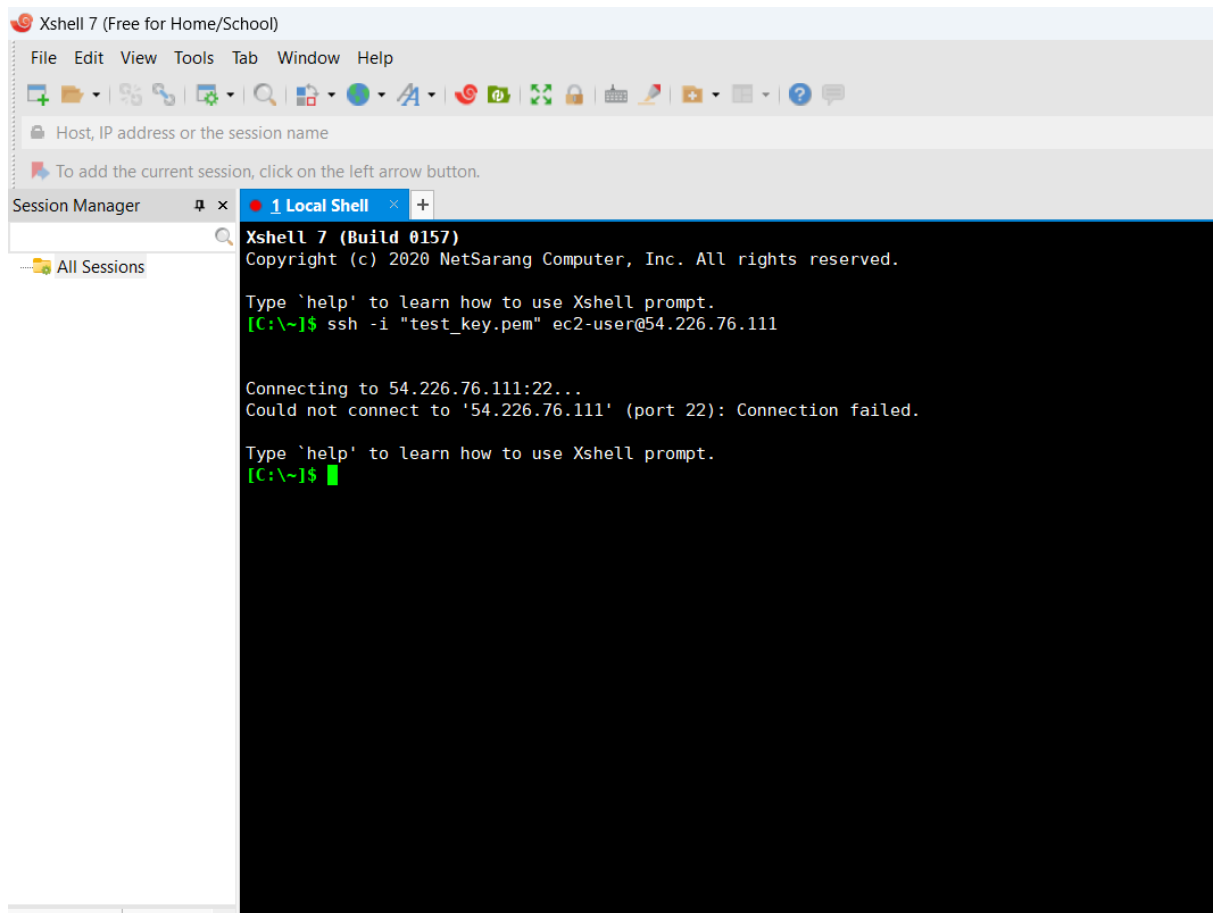 Xshell 7 (Free for Home/School)
File Edit View Tools Tab Window Help
Host, IP address or the session name
To add the current session, click on the left arrow button.
Session Manager
1 Local Shell
Xshell 7 (Build 0157)
All Sessions
Copyright (c) 2020 NetSarang Computer, Inc. All rights reserved.
Type `help' to learn how to use Xshell prompt.
[C:\~]$ ssh -i "test_key.pem" ec2-user@54.226.76.111
Connecting to 54.226.76.111:22...
Could not connect to '54.226.76.111' (port 22): Connection failed.
Type `help' to learn how to use Xshell prompt.
[C:\~]$